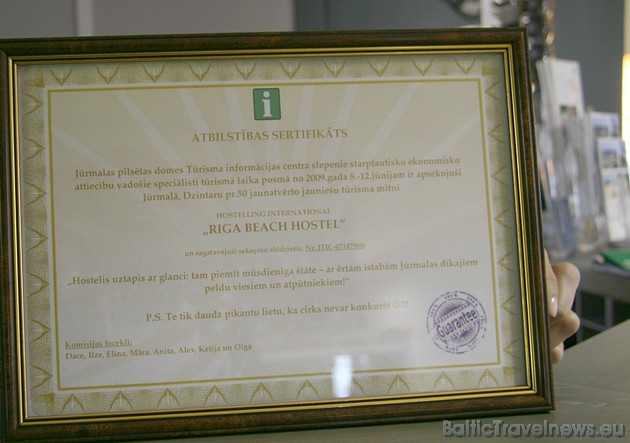 i
ATBILSTĪBAS SERTIFIKĀTS
Jūrmalas pilsētas domes Tūrisma informācijas centra slepenie starptautisko ekonomisko
attiecību vadošie speciālisti tūrismā laika posmā no 2009.gada 8.-12.jūnijam ir apsekojuši
Jūrmalā, Dzintaru pr.50 jaunatvērto jauniešu tūrisma mītni
HOSTELLING INTERNATIONAL
„RIGA BEACH HOSTEL"
un sagatavojuši sekojošu slēdzienu, Nr. JTIC-
„Hostelis uztapis ar glanci: tam piemīt mūsdienīga štāte – ar ērtām istabām Jūrmalas dīkajiem
peldu viesiem un atpūtniekiem!"
P.S. Te tik daudz pikantu lietu, ka cirks nevar konkurēt ☺!!!
Guarantee
Komisijas locekļi:
Dace, Ilze, Elīna, Māra, Anita, Alex, Ketija un Olga
BalticTravelnews.eu